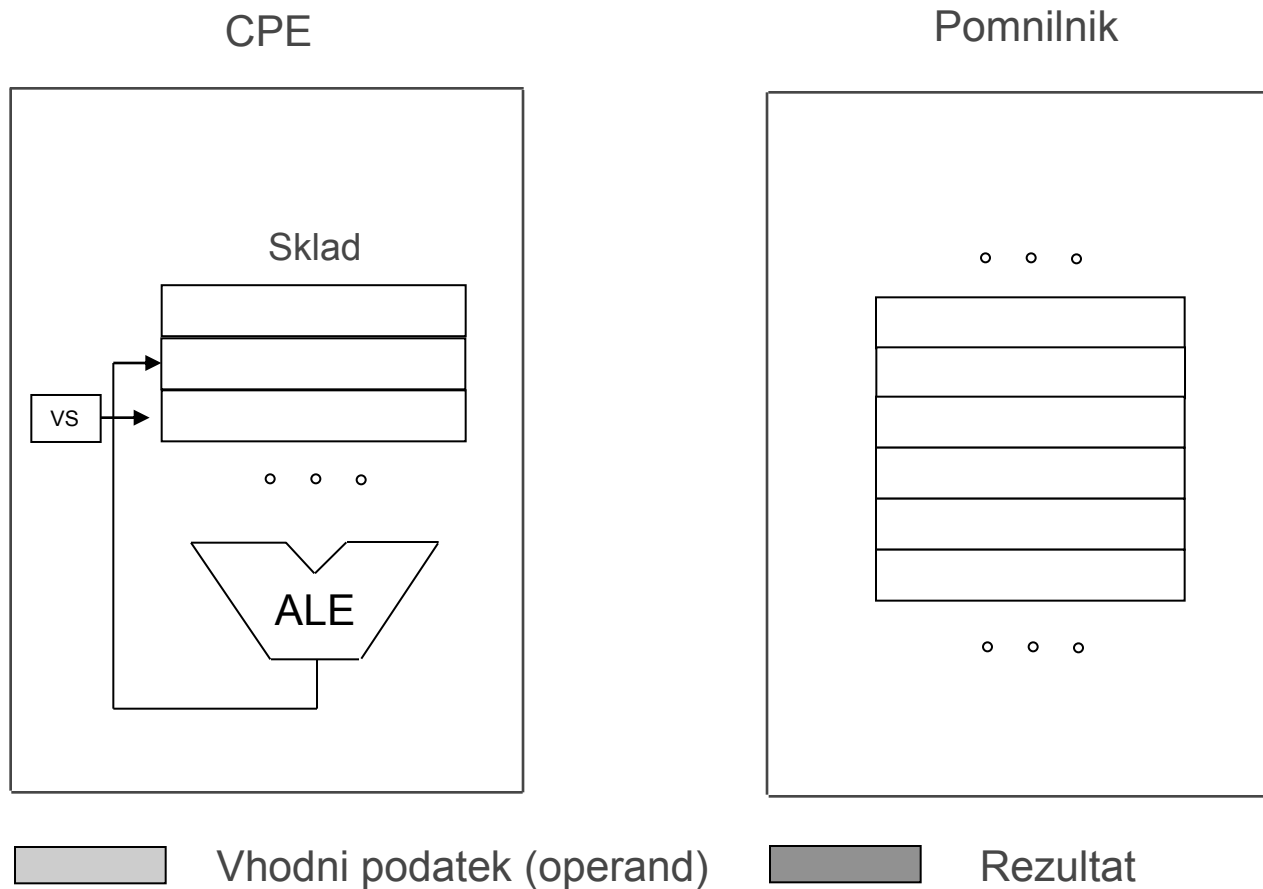 CPE
Pomnilnik
Sklad
VS
ALE
Vhodni podatek (operand)
Rezultat